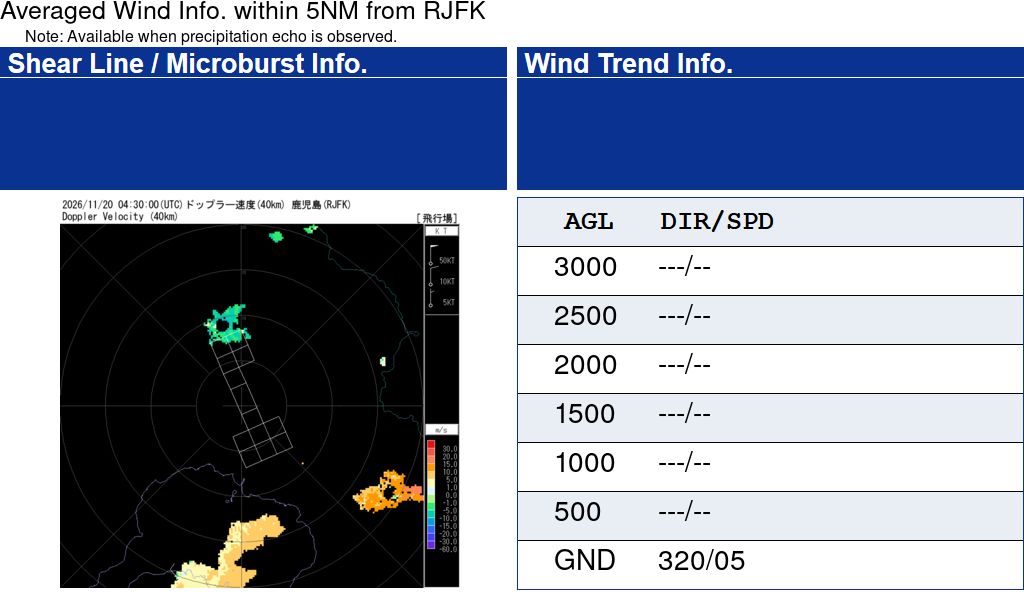 Averaged Wind Info. within 5NM from RJFK
Note: Available when precipitation echo is observed.
Shear Line / Microburst Info.
Wind Trend Info.
2026/11/20 04:30:00(UTC) ドップラー速度(40km) 鹿児島(RJFK)
Doppler Velocity (40km)
[飛行場]
KT
50KT
10KT
5KT
m/s
30.0
20.0
15.0
10.0
5.0
1.0
0.0
-1.0
-5.0
-10.0
-15.0
-20.0
-30.0
-60.0
AGL DIR/SPD
3000 ---/--
2500 ---/--
2000 ---/--
1500 ---/--
1000 ---/--
500 ---/--
GND 320/05